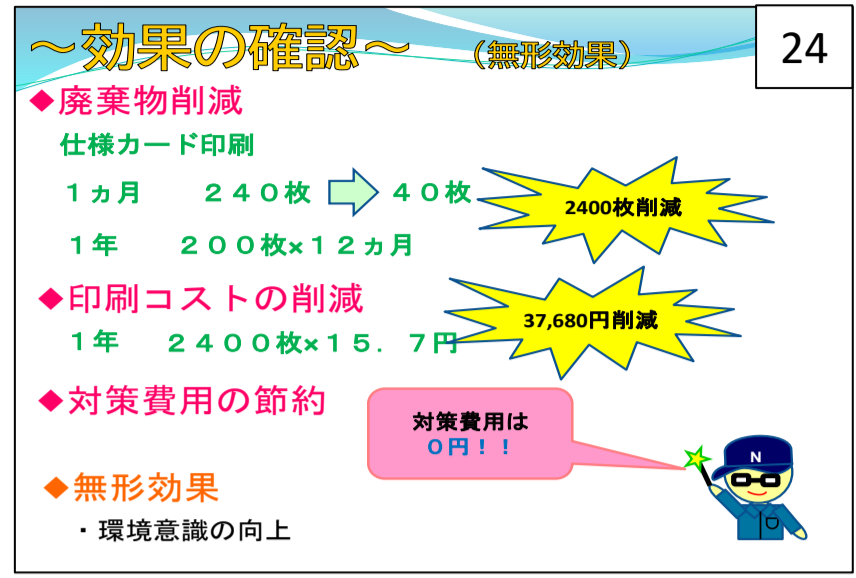 ～効果の確認～ （無形効果）
24
◆廃棄物削減
仕様カード印刷
１ヵ月 ２４０枚 ４０枚
2400枚削減
１年 ２００枚×１２ヵ月
◆印刷コストの削減
37,680円削減
１年 ２４００枚×１５．７円
◆対策費用の節約
対策費用は
０円！！
N
◆無形効果
・環境意識の向上